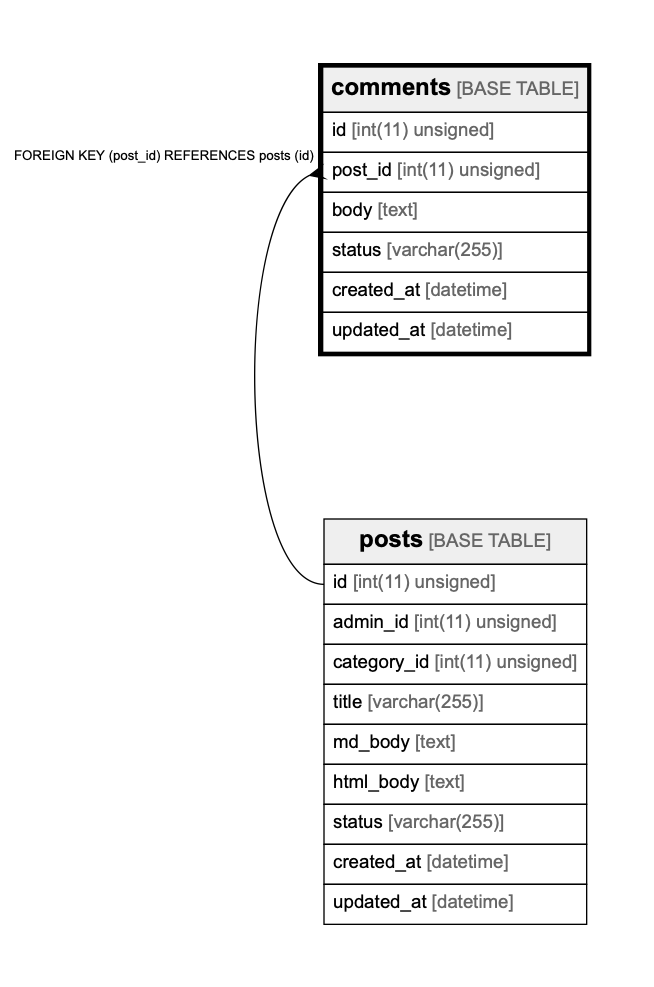 comments [BASE TABLE]
id [int(11) unsigned]
FOREIGN KEY (post_id) REFERENCES posts (id)
post_id [int(11) unsigned]
body [text]
status [varchar(255)]
created_at [datetime]
updated_at [datetime]
posts [BASE TABLE]
id [int(11) unsigned]
admin_id [int(11) unsigned]
category_id [int(11) unsigned]
title [varchar(255)]
md_body [text]
html_body [text]
status [varchar(255)]
created_at [datetime]
updated_at [datetime]